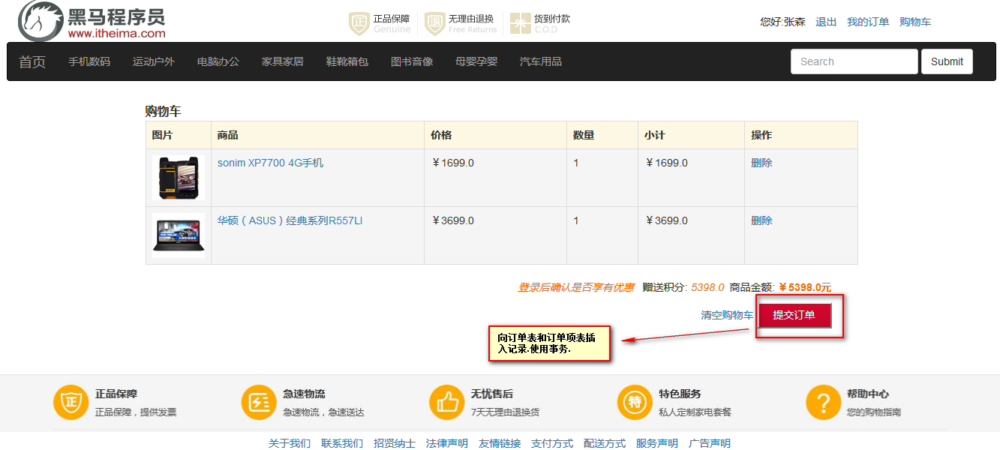 黑马程序员
www.itheima.com
正品保障
Genuine
无理由退换
Free Returns
货到付款
C.O.D
您好:张森 退出 我的订单 购物车
首页 手机数码 运动户外 电脑办公 家具家居 鞋靴箱包 图书音像 母婴孕婴 汽车用品 Search Submit
购物车
图片 商品 价格 数量 小计 操作
sonim XP7700 4G手机 ￥1699.0 1 ￥1699.0 删除
华硕（ASUS）经典系列R557LI ￥3699.0 1 ￥3699.0 删除
登录后确认是否享有优惠 赠送积分: 5398.0 商品金额: ￥5398.0元
清空购物车 提交订单
向订单表和订单项表插
入记录.使用事务.
正品保障
正品保障，提供发票
急速物流
急速物流，急速送达
无忧售后
7天无理由退换货
特色服务
私人定制家电套餐
帮助中心
您的购物指南
关于我们 联系我们 招贤纳士 法律声明 友情链接 支付方式 配送方式 服务声明 广告声明